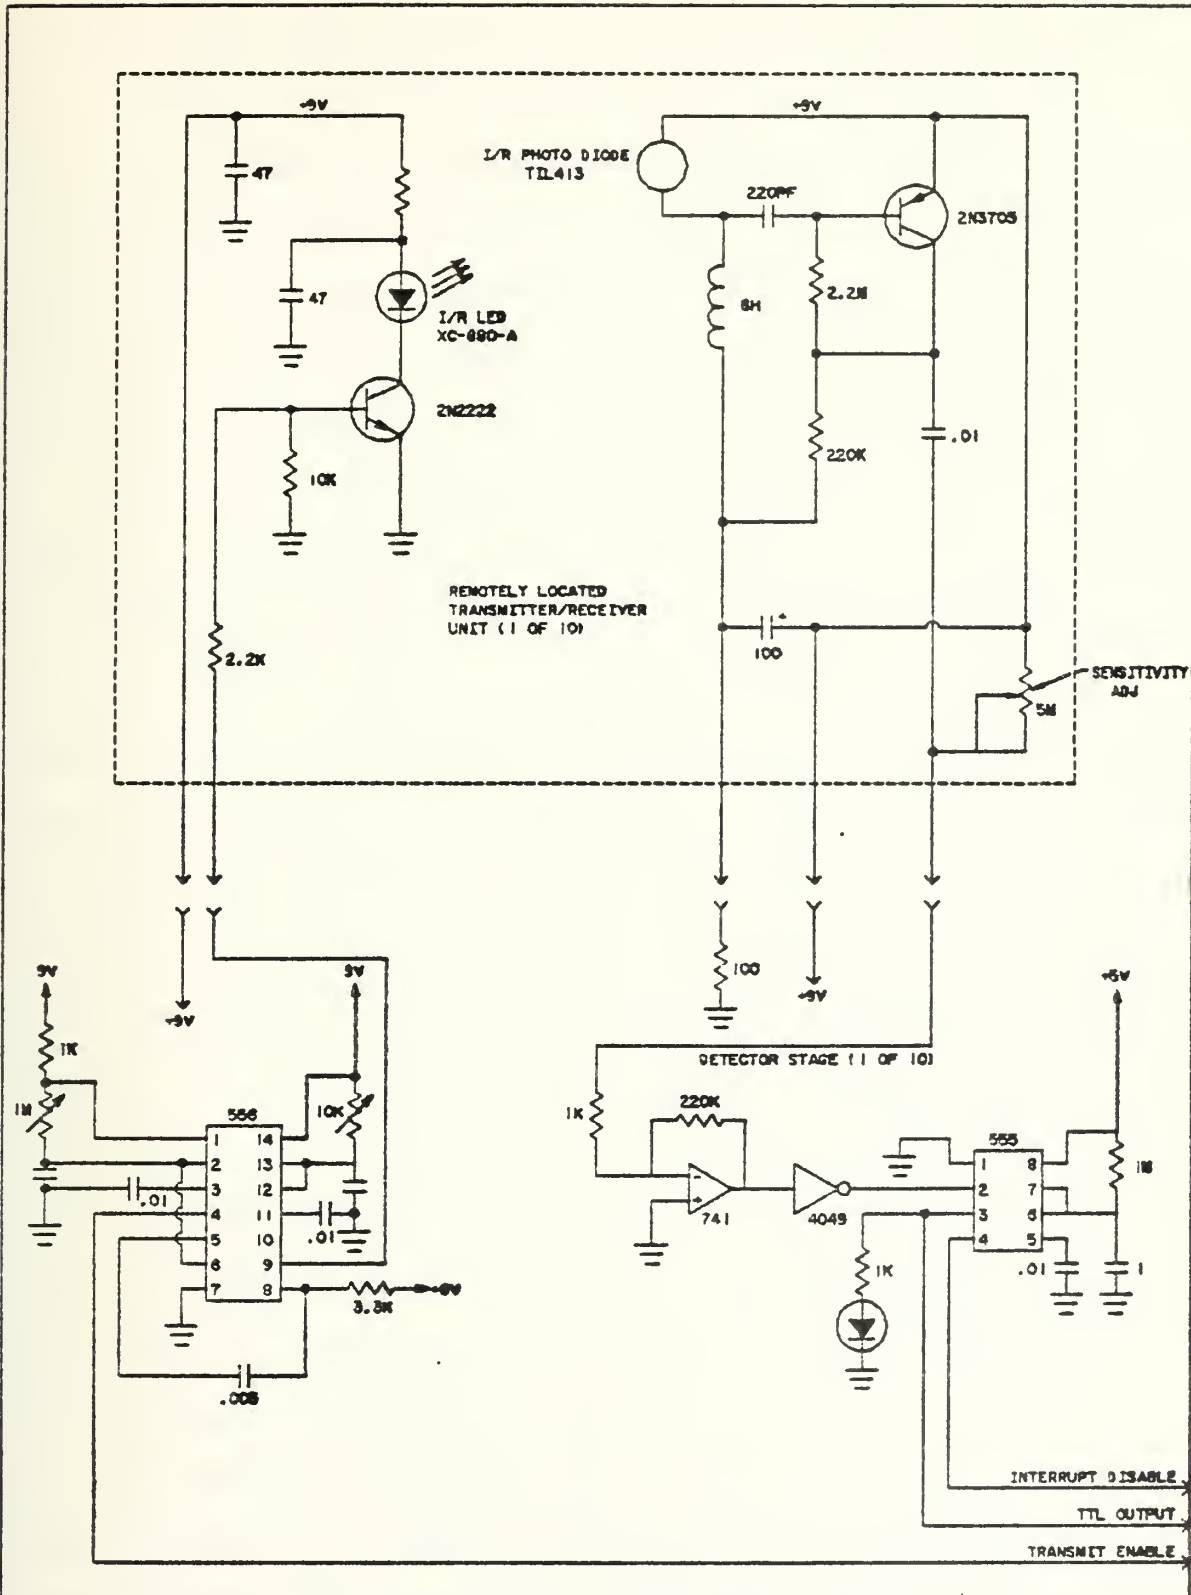 +9V
+9V
I/R PHOTO DIODE
TIL413
47
220PF
2N3705
47
I/R LED
XC-880-A
2.2M
2N2222
220K
.01
10K
REMOTELY LOCATED
TRANSMITTER/RECEIVER
UNIT (1 OF 10)
2.2K
100
+
SENSITIVITY
ADJ
5M
9V
+9V
9V
100
+9V
+5V
1K
DETECTOR STAGE (1 OF 10)
1M
556
10K
1K
220K
555
1M
1 14
2 13
3 12
4 11
5 10
6 9
7 8
.01
.01
-
+
741
4049
1 8
2 7
3 6
4 5
1K
.01
1
3.3K
.005
INTERRUPT DISABLE
TTL OUTPUT
TRANSMIT ENABLE